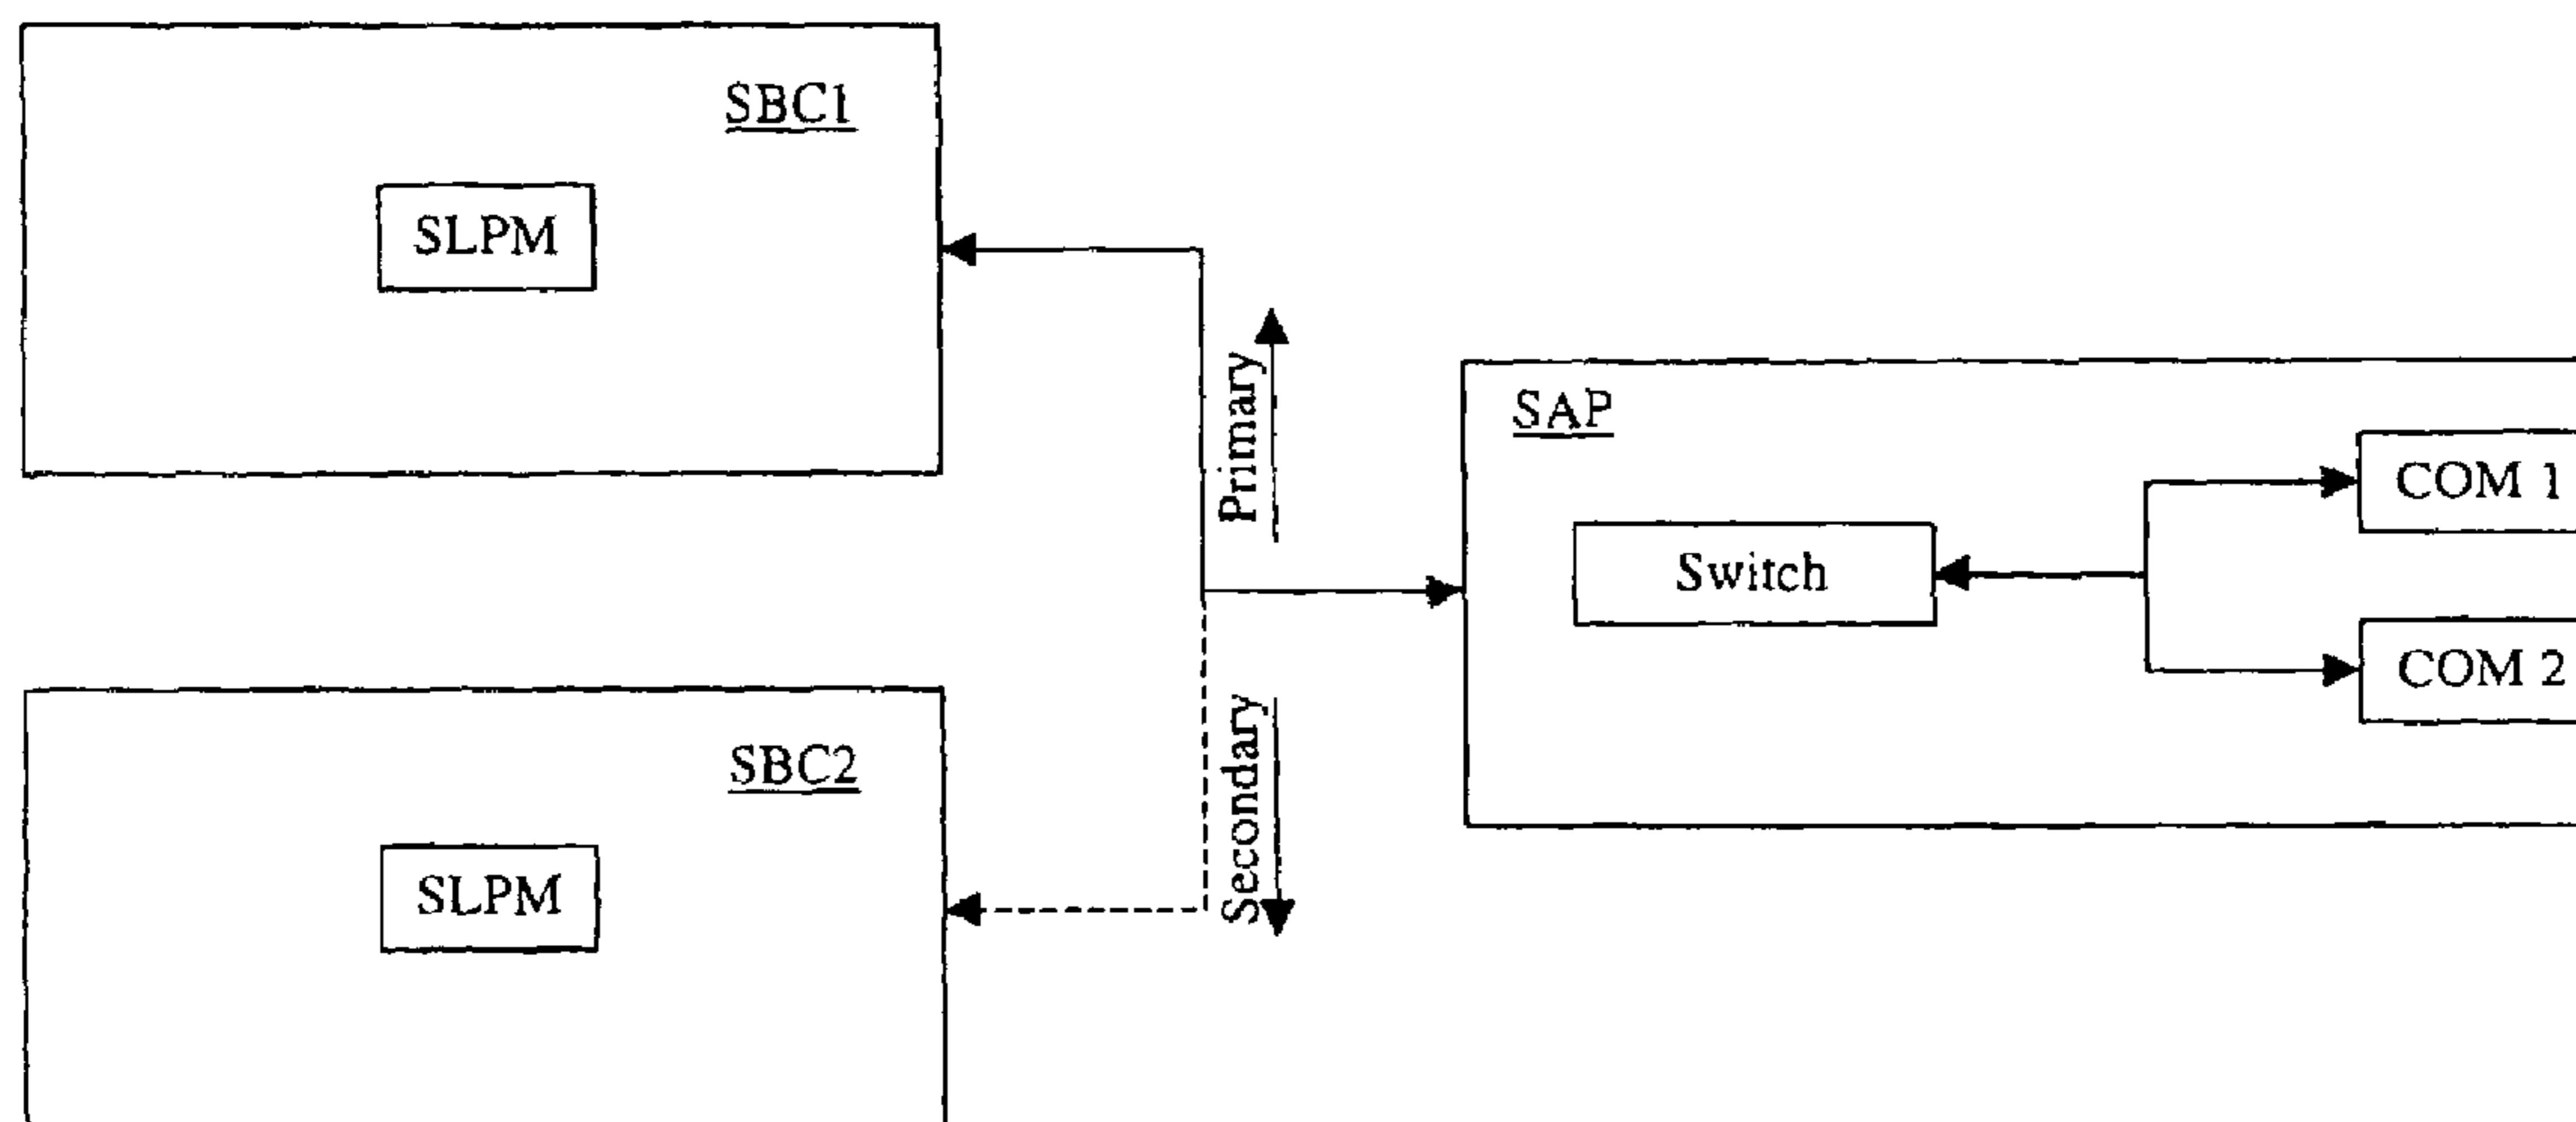 SBC1
SLPM
Primary
SAP
COM 1
Switch
COM 2
Secondary
SBC2
SLPM